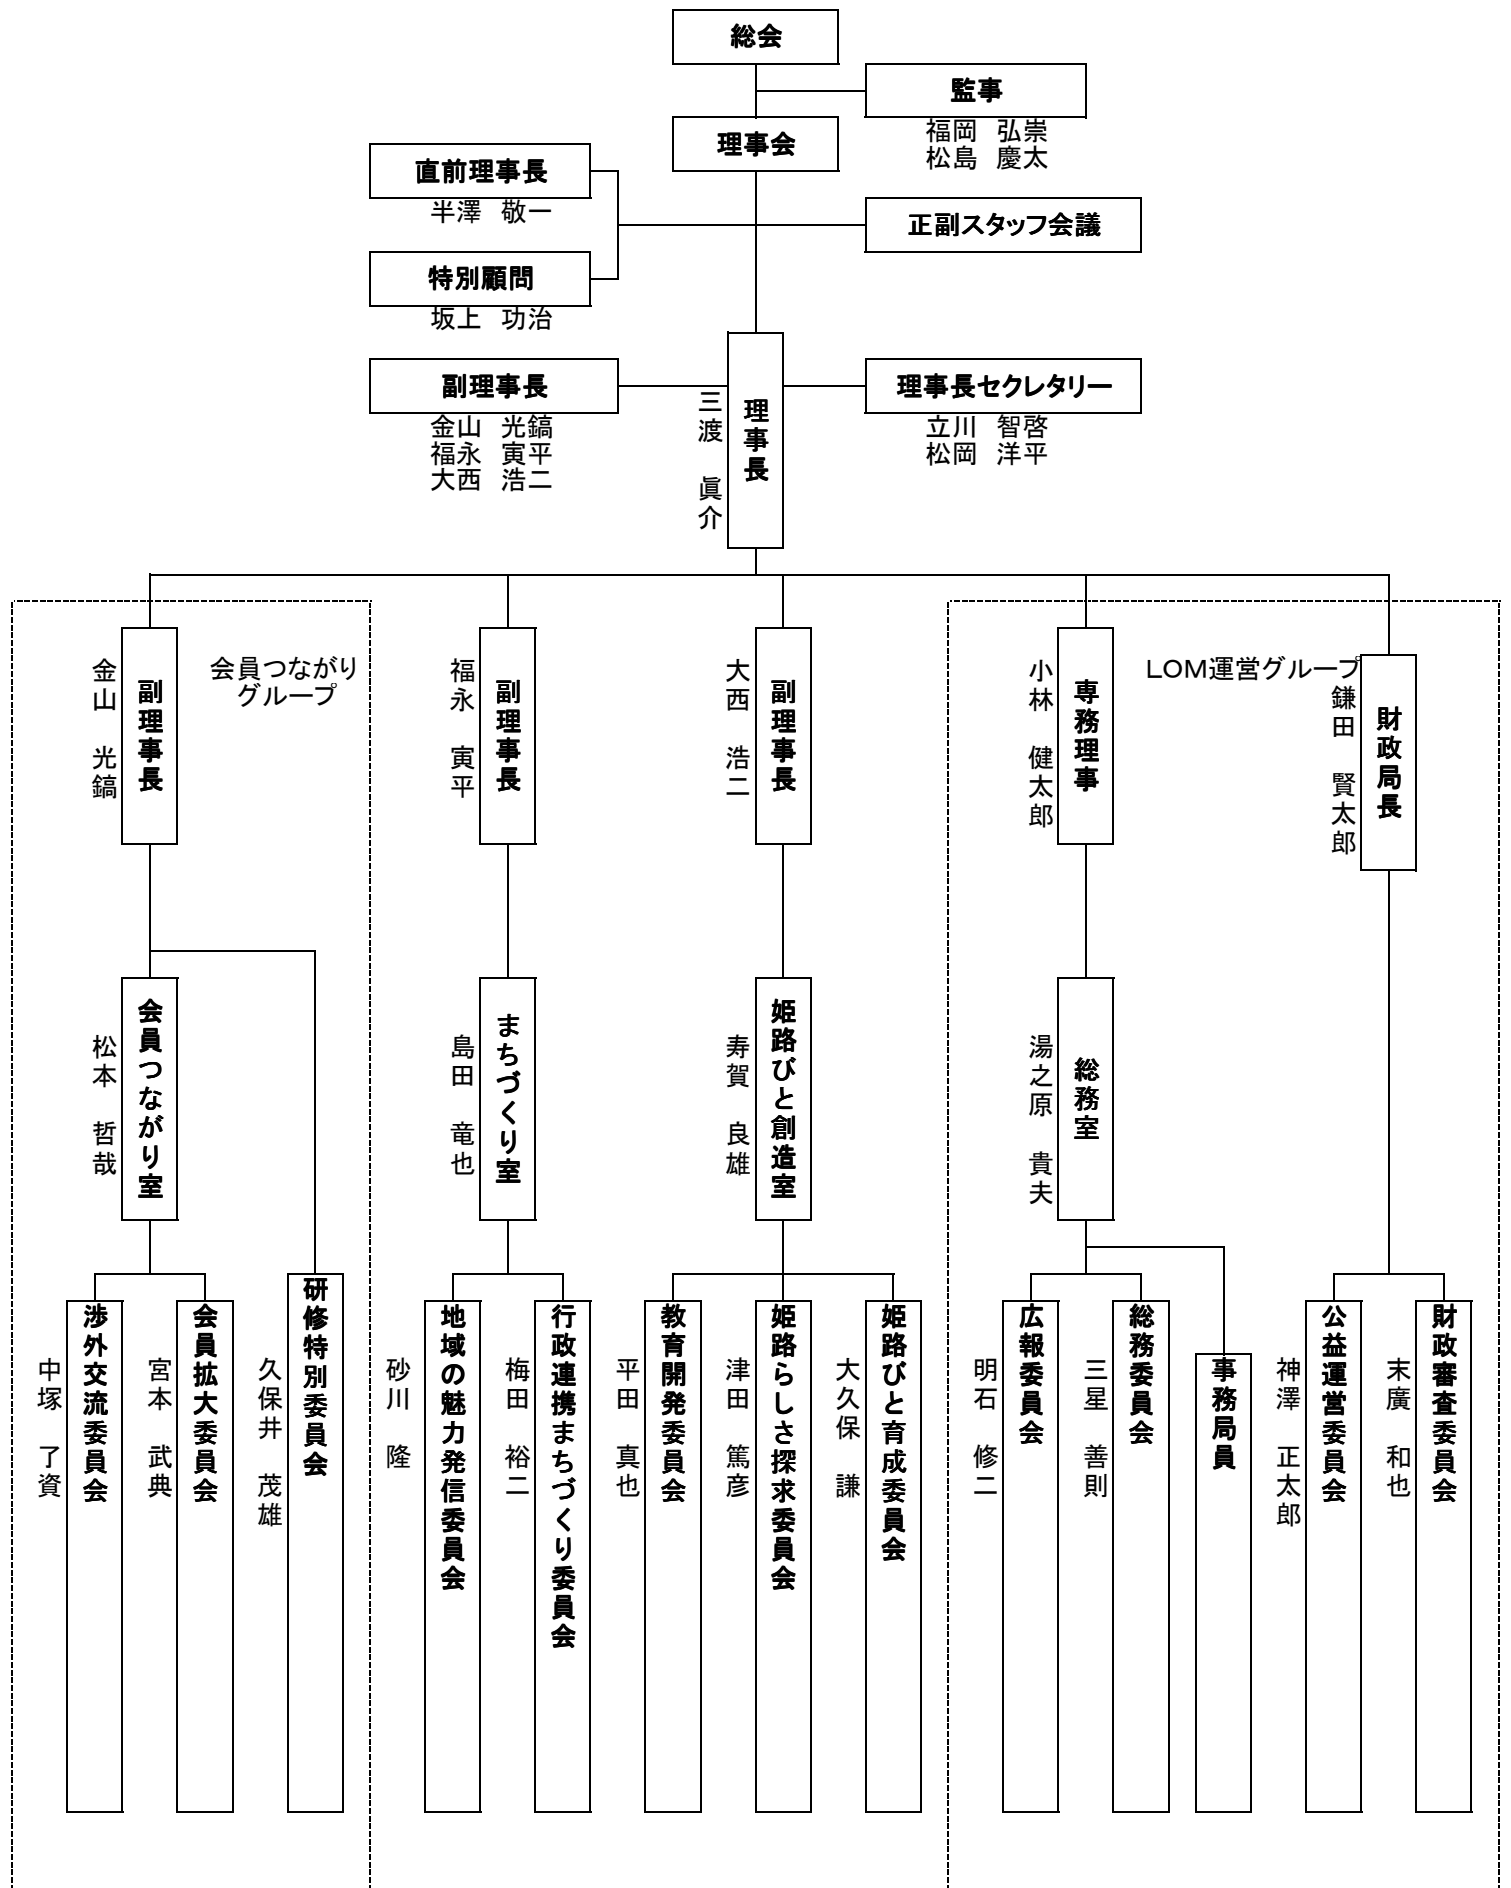 総会
監事
福岡 弘崇
松島 慶太
理事会
直前理事長
半澤 敬一
正副スタッフ会議
特別顧問
坂上 功治
副理事長
金山 光鎬
福永 寅平
大西 浩二
理事長
三渡 眞介
理事長セクレタリー
立川 智啓
松岡 洋平
会員つながり
グループ
副理事長
金山 光鎬
副理事長
福永 寅平
副理事長
大西 浩二
専務理事
小林 健太郎
LOM運営グループ
財政局長
鎌田 賢太郎
会員つながり室
松本 哲哉
まちづくり室
島田 竜也
姫路びと創造室
寿賀 良雄
総務室
湯之原 貴夫
渉外交流委員会
中塚 了資
会員拡大委員会
宮本 武典
研修特別委員会
久保井 茂雄
地域の魅力発信委員会
砂川 隆
行政連携まちづくり委員会
梅田 裕二
教育開発委員会
平田 真也
姫路らしさ探求委員会
津田 篤彦
姫路びと育成委員会
大久保 謙
広報委員会
明石 修二
総務委員会
三星 善則
事務局員
公益運営委員会
神澤 正太郎
財政審査委員会
末廣 和也